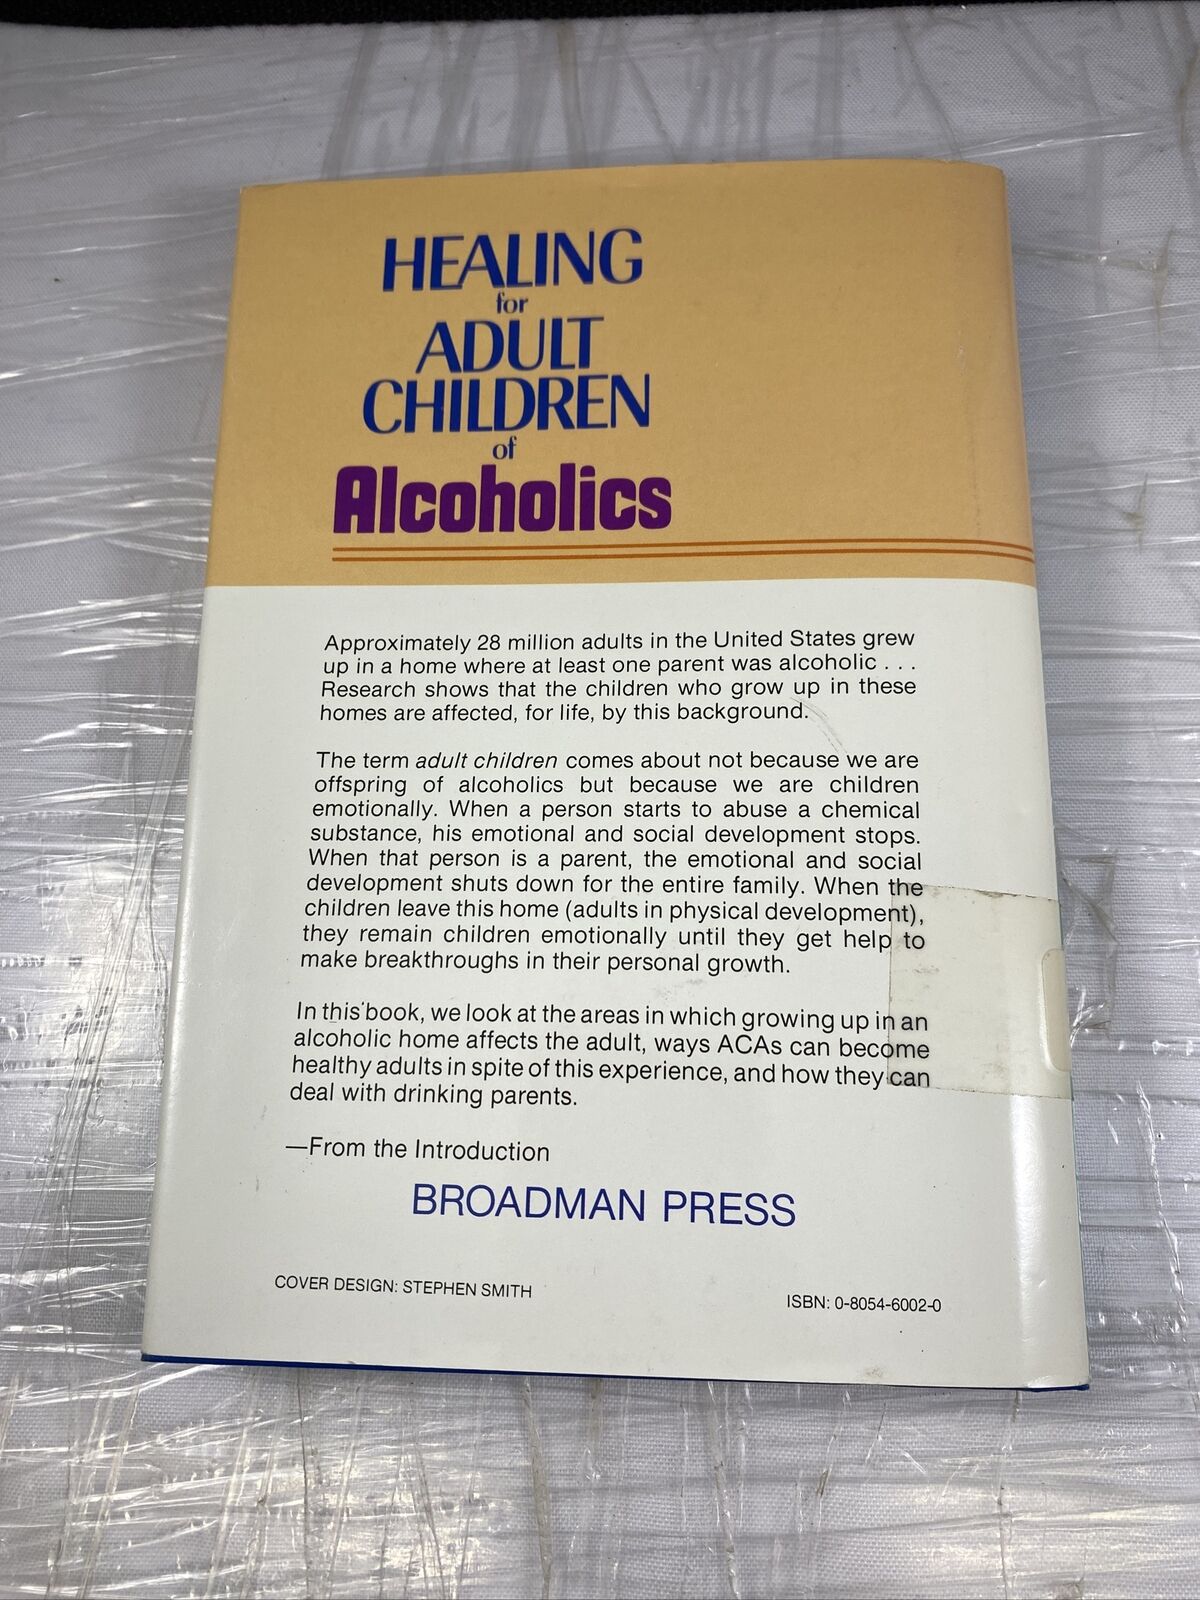 HEALING
for
ADULT
CHILDREN
of
Alcoholics
Approximately 28 million adults in the United States grew
up in a home where at least one parent was alcoholic . . .
Research shows that the children who grow up in these
homes are affected, for life, by this background.
The term adult children comes about not because we are
offspring of alcoholics but because we are children
emotionally. When a person starts to abuse a chemical
substance, his emotional and social development stops.
When that person is a parent, the emotional and social
development shuts down for the entire family. When the
children leave this home (adults in physical development),
they remain children emotionally until they get help to
make breakthroughs in their personal growth.
In this book, we look at the areas in which growing up in an
alcoholic home affects the adult, ways ACAs can become
healthy adults in spite of this experience, and how they can
deal with drinking parents.
—From the Introduction
BROADMAN PRESS
COVER DESIGN: STEPHEN SMITH
ISBN: 0-8054-6002-0